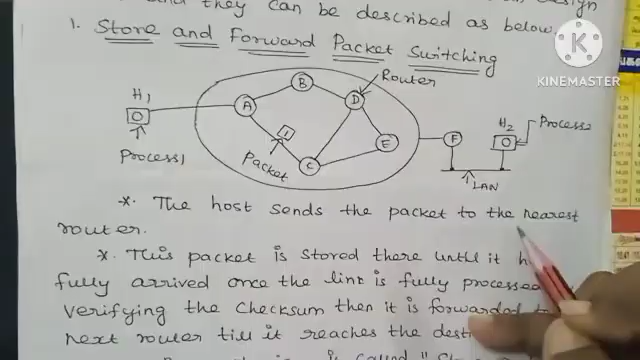 and they can be described as below.
1. Store and Forward Packet Switching
K
KINEMASTER
Router
B
H1
A
D
Process1
1
Packet
C
E
F
H2
Process2
LAN
*. The host sends the packet to the nearest
router.
*. This packet is stored there until it
fully arrived once the link is fully processed
verifying the checksum then it is forwarded
next router till it reaches the
is called "